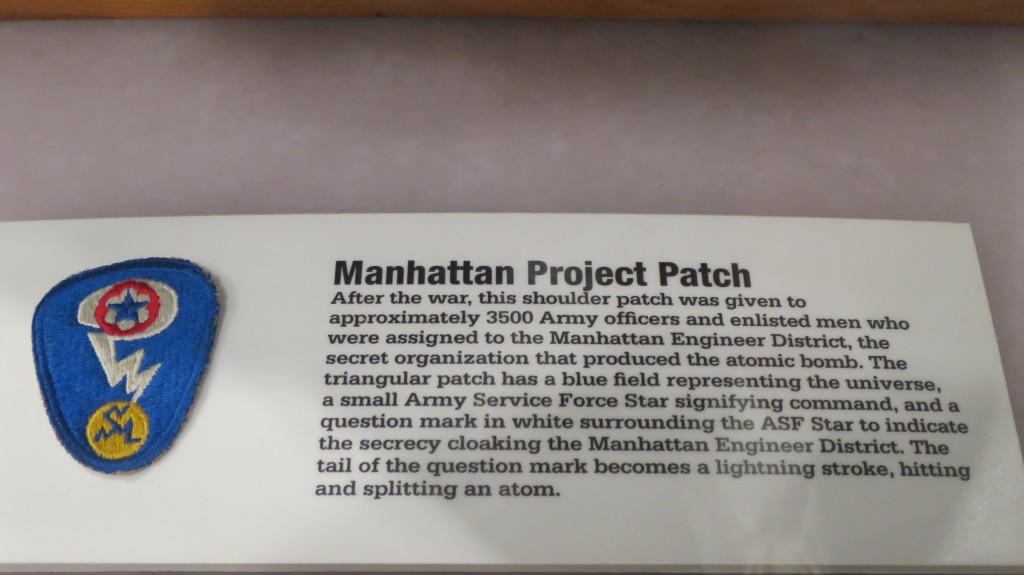 Manhattan Project Patch
After the war, this shoulder patch was given to
approximately 3500 Army officers and enlisted men who
were assigned to the Manhattan Engineer District, the
secret organization that produced the atomic bomb. The
triangular patch has a blue field representing the universe,
a small Army Service Force Star signifying command, and a
question mark in white surrounding the ASF Star to indicate
the secrecy cloaking the Manhattan Engineer District. The
tail of the question mark becomes a lightning stroke, hitting
and splitting an atom.